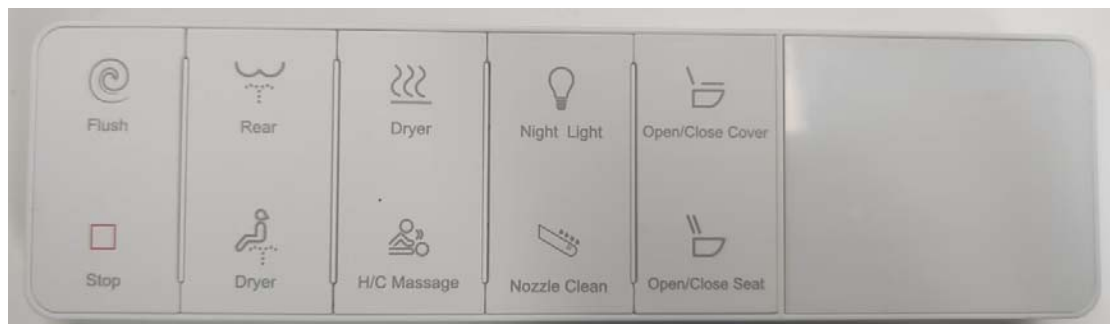 Flush
Rear
Dryer
Night Light
Open/Close Cover
Stop
Dryer
H/C Massage
Nozzle Clean
Open/Close Seat